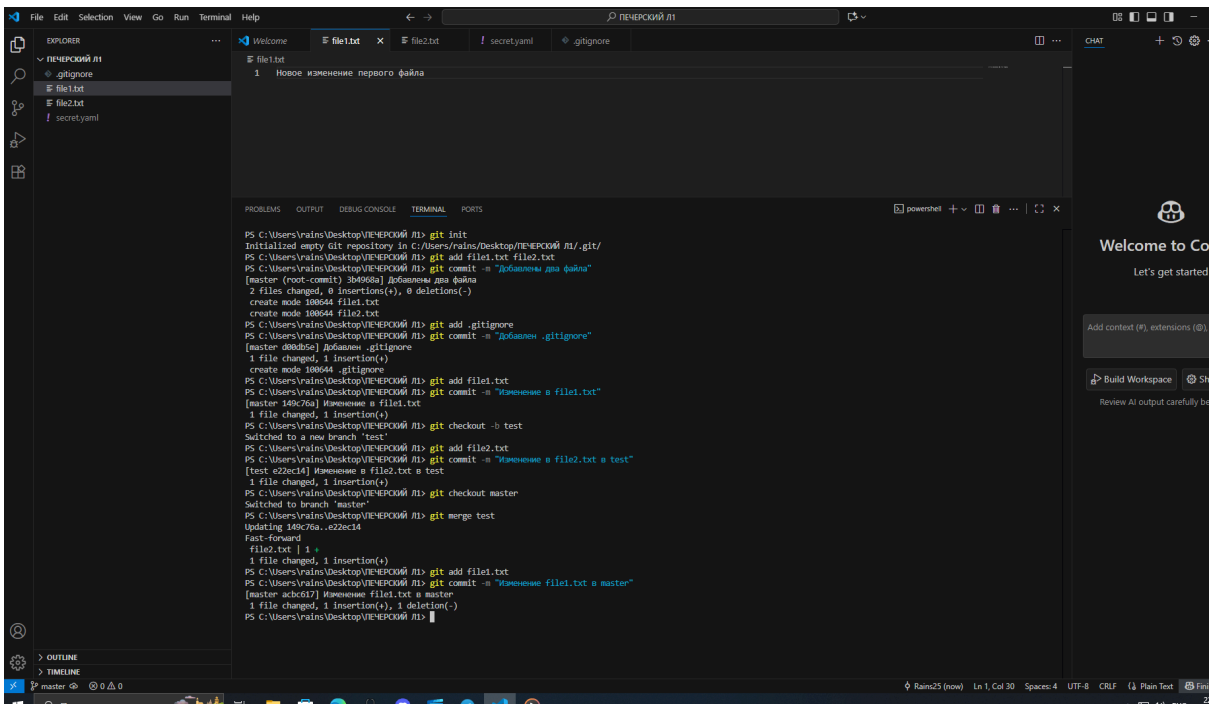 File Edit Selection View Go Run Terminal Help
ПЕЧЕРСКИЙ Л1
EXPLORER
ПЕЧЕРСКИЙ Л1
.gitignore
file1.txt
file2.txt
! secret.yaml
OUTLINE
TIMELINE
Welcome file1.txt file2.txt ! secret.yaml .gitignore
file1.txt
1 Новое изменение первого файла
PROBLEMS OUTPUT DEBUG CONSOLE TERMINAL PORTS
powershell
PS C:\Users\rains\Desktop\ПЕЧЕРСКИЙ Л1> git init
Initialized empty Git repository in C:/Users/rains/Desktop/ПЕЧЕРСКИЙ Л1/.git/
PS C:\Users\rains\Desktop\ПЕЧЕРСКИЙ Л1> git add file1.txt file2.txt
PS C:\Users\rains\Desktop\ПЕЧЕРСКИЙ Л1> git commit -m "Добавлены два файла"
[master (root-commit) 3b4968a] Добавлены два файла
2 files changed, 0 insertions(+), 0 deletions(-)
create mode 100644 file1.txt
create mode 100644 file2.txt
PS C:\Users\rains\Desktop\ПЕЧЕРСКИЙ Л1> git add .gitignore
PS C:\Users\rains\Desktop\ПЕЧЕРСКИЙ Л1> git commit -m "Добавлен .gitignore"
[master d00db5e] Добавлен .gitignore
1 file changed, 1 insertion(+)
create mode 100644 .gitignore
PS C:\Users\rains\Desktop\ПЕЧЕРСКИЙ Л1> git add file1.txt
PS C:\Users\rains\Desktop\ПЕЧЕРСКИЙ Л1> git commit -m "Изменение в file1.txt"
[master 149c76a] Изменение в file1.txt
1 file changed, 1 insertion(+)
PS C:\Users\rains\Desktop\ПЕЧЕРСКИЙ Л1> git checkout -b test
Switched to a new branch 'test'
PS C:\Users\rains\Desktop\ПЕЧЕРСКИЙ Л1> git add file2.txt
PS C:\Users\rains\Desktop\ПЕЧЕРСКИЙ Л1> git commit -m "Изменение в file2.txt в test"
[test e22ec14] Изменение в file2.txt в test
1 file changed, 1 insertion(+)
PS C:\Users\rains\Desktop\ПЕЧЕРСКИЙ Л1> git checkout master
Switched to branch 'master'
PS C:\Users\rains\Desktop\ПЕЧЕРСКИЙ Л1> git merge test
Updating 149c76a..e22ec14
Fast-forward
file2.txt | 1 +
1 file changed, 1 insertion(+)
PS C:\Users\rains\Desktop\ПЕЧЕРСКИЙ Л1> git add file1.txt
PS C:\Users\rains\Desktop\ПЕЧЕРСКИЙ Л1> git commit -m "Изменение file1.txt в master"
[master acbc617] Изменение file1.txt в master
1 file changed, 1 insertion(+), 1 deletion(-)
PS C:\Users\rains\Desktop\ПЕЧЕРСКИЙ Л1>
CHAT
Welcome to Co
Let's get started
Add context (#), extensions (@),
Build Workspace Sh
Review AI output carefully be
master 0 0 Rains25 (now) Ln 1, Col 30 Spaces: 4 UTF-8 CRLF Plain Text Fini